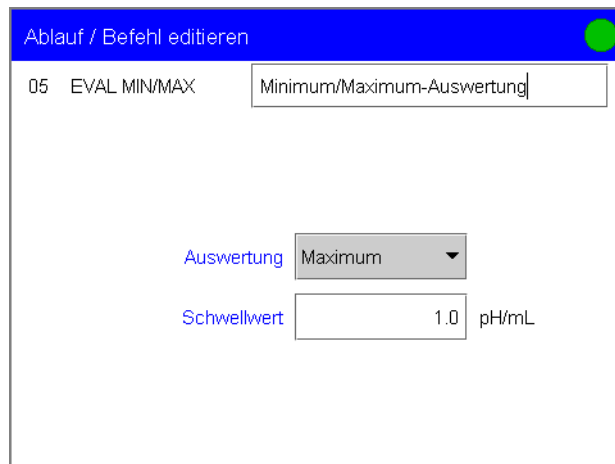 Ablauf / Befehl editieren
05 EVAL MIN/MAX Minimum/Maximum-Auswertung
Auswertung Maximum
Schwellwert 1.0 pH/mL